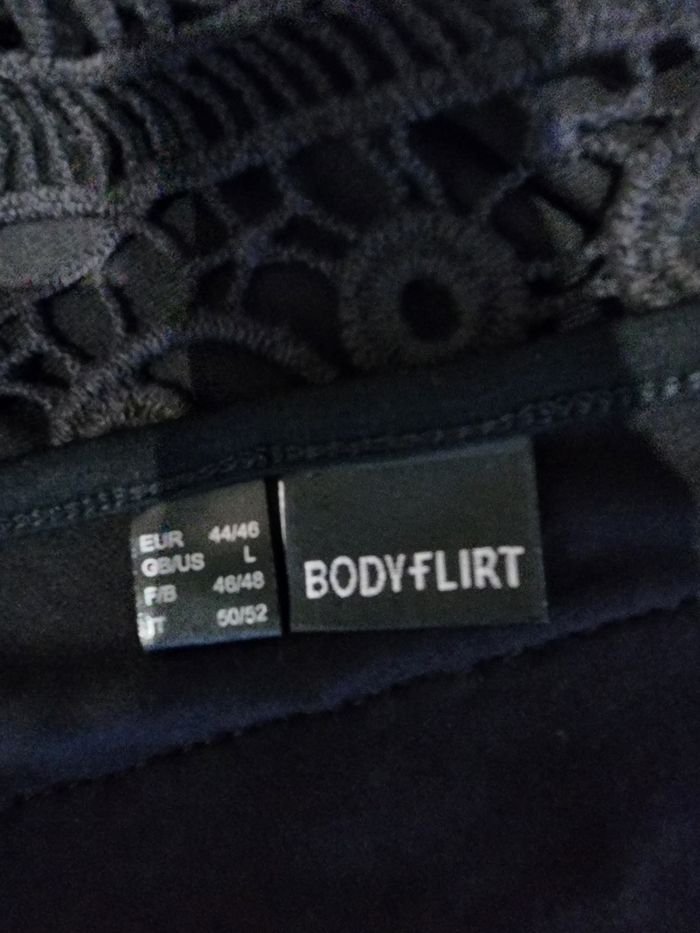 EUR 44/46
GB/US L
F/B 46/48
IT 50/52
BODYFLIRT